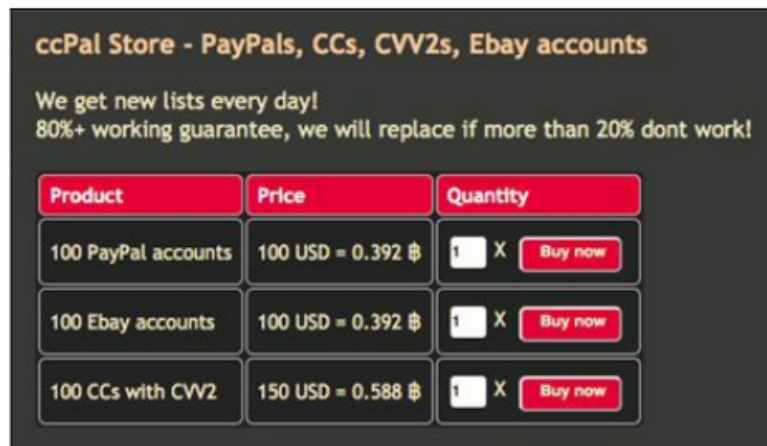 ccPal Store - PayPals, CCs, CVV2s, Ebay accounts
We get new lists every day!
80%+ working guarantee, we will replace if more than 20% dont work!
Product Price Quantity
100 PayPal accounts 100 USD = 0.392 ฿ 1 X Buy now
100 Ebay accounts 100 USD = 0.392 ฿ 1 X Buy now
100 CCs with CVV2 150 USD = 0.588 ฿ 1 X Buy now